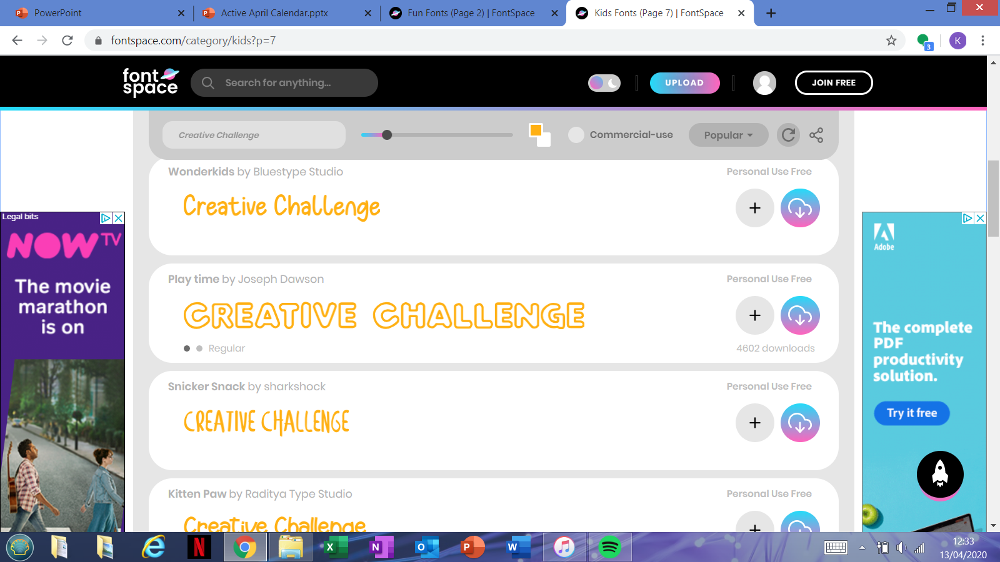 PowerPoint
Active April Calendar.pptx
Fun Fonts (Page 2) | FontSpace
Kids Fonts (Page 7) | FontSpace
fontspace.com/category/kids?p=7
3
K
font
space
Search for anything...
UPLOAD
JOIN FREE
Creative Challenge
Commercial-use
Popular
Wonderkids by Bluestype Studio
Personal Use Free
Creative Challenge
Play time by Joseph Dawson
Personal Use Free
CREATIVE CHALLENGE
Regular
4602 downloads
Snicker Snack by sharkshock
Personal Use Free
CREATIVE CHALLENGE
Kitten Paw by Raditya Type Studio
Personal Use Free
Creative Challenge
Legal bits
NOW TV
The movie
marathon
is on
Adobe
The complete
PDF
productivity
solution.
Try it free
N
X
N
O
P
W
12:33
13/04/2020